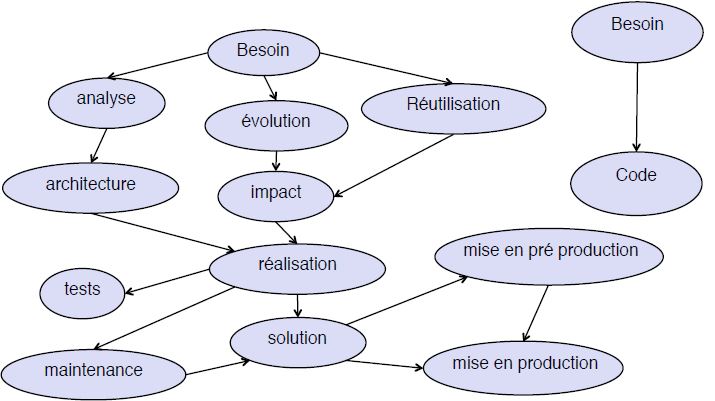 Besoin
Besoin
analyse
Réutilisation
évolution
Code
architecture
impact
mise en pré production
réalisation
tests
solution
maintenance
mise en production